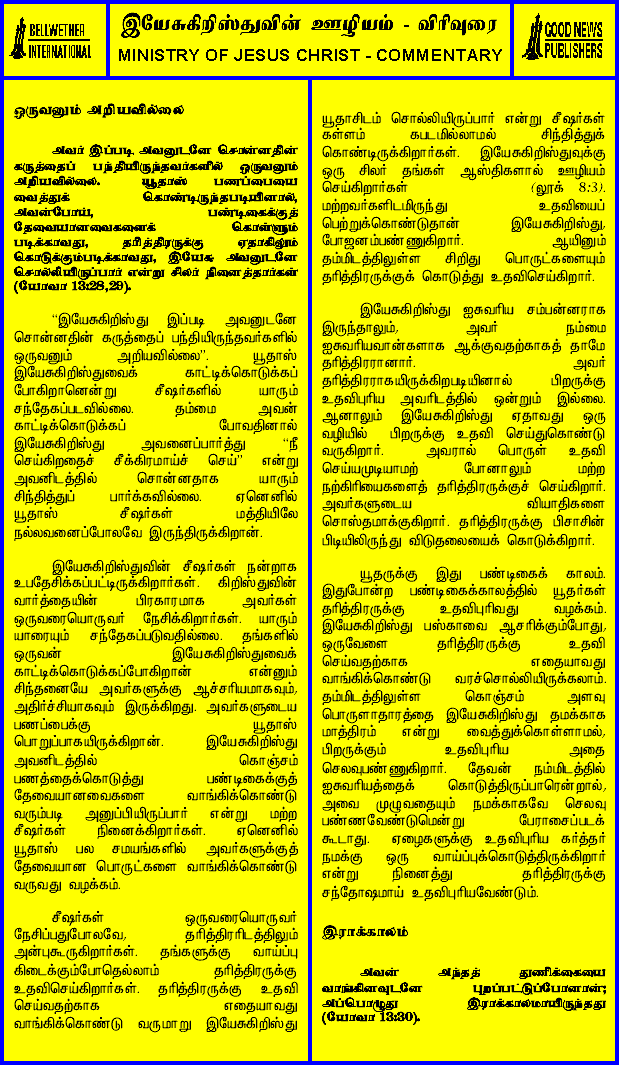 BELLWETHER
INTERNATIONAL
இயேசுகிறிஸ்துவின் ஊழியம் - விரிவுரை
MINISTRY OF JESUS CHRIST - COMMENTARY
GOOD NEWS
PUBLISHERS
ஒருவனும் அறியவில்லை
அவர் இப்படி அவனுடனே சொன்னதின்
கருத்தைப் பந்தியிருந்தவர்களில் ஒருவனும்
அறியவில்லை. யூதாஸ் பணப்பையை
வைத்துக் கொண்டிருந்தபடியினால்,
அவன்போய், பண்டிகைக்குத்
தேவையானவைகளைக் கொள்ளும்
படிக்காவது, தரித்திரருக்கு ஏதாகிலும்
கொடுக்கும்படிக்காவது, இயேசு அவனுடனே
சொல்லியிருப்பார் என்று சிலர் நினைத்தார்கள்
(யோவா 13:28,29).
“இயேசுகிறிஸ்து இப்படி அவனுடனே
சொன்னதின் கருத்தைப் பந்தியிருந்தவர்களில்
ஒருவனும் அறியவில்லை”. யூதாஸ்
இயேசுகிறிஸ்துவைக் காட்டிக்கொடுக்கப்
போகிறானென்று சீஷர்களில் யாரும்
சந்தேகப்படவில்லை. தம்மை அவன்
காட்டிக்கொடுக்கப் போவதினால்
இயேசுகிறிஸ்து அவனைப்பார்த்து “நீ
செய்கிறதைச் சீக்கிரமாய்ச் செய்” என்று
அவனிடத்தில் சொன்னதாக யாரும்
சிந்தித்துப் பார்க்கவில்லை. ஏனெனில்
யூதாஸ் சீஷர்கள் மத்தியிலே
நல்லவனைப்போலவே இருந்திருக்கிறான்.
இயேசுகிறிஸ்துவின் சீஷர்கள் நன்றாக
உபதேசிக்கப்பட்டிருக்கிறார்கள். கிறிஸ்துவின்
வார்த்தையின் பிரகாரமாக அவர்கள்
ஒருவரையொருவர் நேசிக்கிறார்கள். யாரும்
யாரையும் சந்தேகப்படுவதில்லை. தங்களில்
ஒருவன் இயேசுகிறிஸ்துவைக்
காட்டிக்கொடுக்கப்போகிறான் என்னும்
சிந்தனையே அவர்களுக்கு ஆச்சரியமாகவும்,
அதிர்ச்சியாகவும் இருக்கிறது. அவர்களுடைய
பணப்பைக்கு யூதாஸ்
பொறுப்பாகயிருக்கிறான். இயேசுகிறிஸ்து
அவனிடத்தில் கொஞ்சம்
பணத்தைக்கொடுத்து பண்டிகைக்குத்
தேவையானவைகளை வாங்கிக்கொண்டு
வரும்படி அனுப்பியிருப்பார் என்று மற்ற
சீஷர்கள் நினைக்கிறார்கள். ஏனெனில்
யூதாஸ் பல சமயங்களில் அவர்களுக்குத்
தேவையான பொருட்களை வாங்கிக்கொண்டு
வருவது வழக்கம்.
சீஷர்கள் ஒருவரையொருவர்
நேசிப்பதுபோலவே, தரித்திரரிடத்திலும்
அன்புகூருகிறார்கள். தங்களுக்கு வாய்ப்பு
கிடைக்கும்போதெல்லாம் தரித்திரருக்கு
உதவிசெய்கிறார்கள். தரித்திரருக்கு உதவி
செய்வதற்காக எதையாவது
வாங்கிக்கொண்டு வருமாறு இயேசுகிறிஸ்து
யூதாசிடம் சொல்லியிருப்பார் என்று சீஷர்கள்
கள்ளம் கபடமில்லாமல் சிந்தித்துக்
கொண்டிருக்கிறார்கள். இயேசுகிறிஸ்துவுக்கு
ஒரு சிலர் தங்கள் ஆஸ்திகளால் ஊழியம்
செய்கிறார்கள் (லூக் 8:3).
மற்றவர்களிடமிருந்து உதவியைப்
பெற்றுக்கொண்டுதான் இயேசுகிறிஸ்து,
போஜனம்பண்ணுகிறார். ஆயினும்
தம்மிடத்திலுள்ள சிறிது பொருட்களையும்
தரித்திரருக்குக் கொடுத்து உதவிசெய்கிறார்.
இயேசுகிறிஸ்து ஐசுவரிய சம்பன்னராக
இருந்தாலும், அவர் நம்மை
ஐசுவரியவான்களாக ஆக்குவதற்காகத் தாமே
தரித்திரரானார். அவர்
தரித்திரராகயிருக்கிறபடியினால் பிறருக்கு
உதவிபுரிய அவரிடத்தில் ஒன்றும் இல்லை.
ஆனாலும் இயேசுகிறிஸ்து ஏதாவது ஒரு
வழியில் பிறருக்கு உதவி செய்துகொண்டு
வருகிறார். அவரால் பொருள் உதவி
செய்யமுடியாமற் போனாலும் மற்ற
நற்கிரியைகளைத் தரித்திரருக்குச் செய்கிறார்.
அவர்களுடைய வியாதிகளை
சொஸ்தமாக்குகிறார். தரித்திரருக்கு பிசாசின்
பிடியிலிருந்து விடுதலையைக் கொடுக்கிறார்.
யூதருக்கு இது பண்டிகைக் காலம்.
இதுபோன்ற பண்டிகைக்காலத்தில் யூதர்கள்
தரித்திரருக்கு உதவிபுரிவது வழக்கம்.
இயேசுகிறிஸ்து பஸ்காவை ஆசரிக்கும்போது,
ஒருவேளை தரித்திரருக்கு உதவி
செய்வதற்காக எதையாவது
வாங்கிக்கொண்டு வரச்சொல்லியிருக்கலாம்.
தம்மிடத்திலுள்ள கொஞ்சம் அளவு
பொருளாதாரத்தை இயேசுகிறிஸ்து தமக்காக
மாத்திரம் என்று வைத்துக்கொள்ளாமல்,
பிறருக்கும் உதவிபுரிய அதை
செலவுபண்ணுகிறார். தேவன் நம்மிடத்தில்
ஐசுவரியத்தைக் கொடுத்திருப்பாரென்றால்,
அவை முழுவதையும் நமக்காகவே செலவு
பண்ணவேண்டுமென்று பேராசைப்படக்
கூடாது. ஏழைகளுக்கு உதவிபுரிய கர்த்தர்
நமக்கு ஒரு வாய்ப்புக்கொடுத்திருக்கிறார்
என்று நினைத்து தரித்திரருக்கு
சந்தோஷமாய் உதவிபுரியவேண்டும்.
இராக்காலம்
அவன் அந்தத் துணிக்கையை
வாங்கினவுடனே புறப்பட்டுப்போனான்;
அப்பொழுது இராக்காலமாயிருந்தது
(யோவா 13:30).